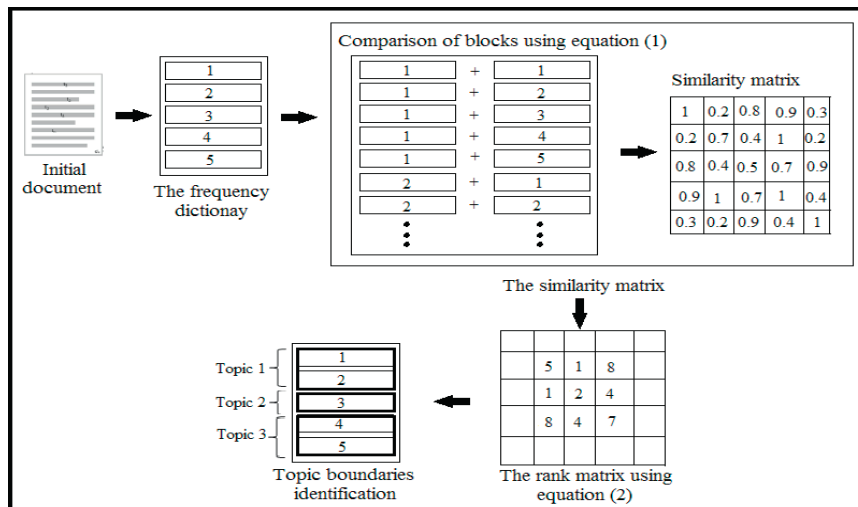 Initial
document
1
2
3
4
5
The frequency
dictionay
Comparison of blocks using equation (1)
1 + 1
1 + 2
1 + 3
1 + 4
1 + 5
2 + 1
2 + 2
Similarity matrix
1 0.2 0.8 0.9 0.3
0.2 0.7 0.4 1 0.2
0.8 0.4 0.5 0.7 0.9
0.9 1 0.7 1 0.4
0.3 0.2 0.9 0.4 1
The similarity matrix
5 1 8
1 2 4
8 4 7
The rank matrix using
equation (2)
Topic 1
Topic 2
Topic 3
1
2
3
4
5
Topic boundaries
identification